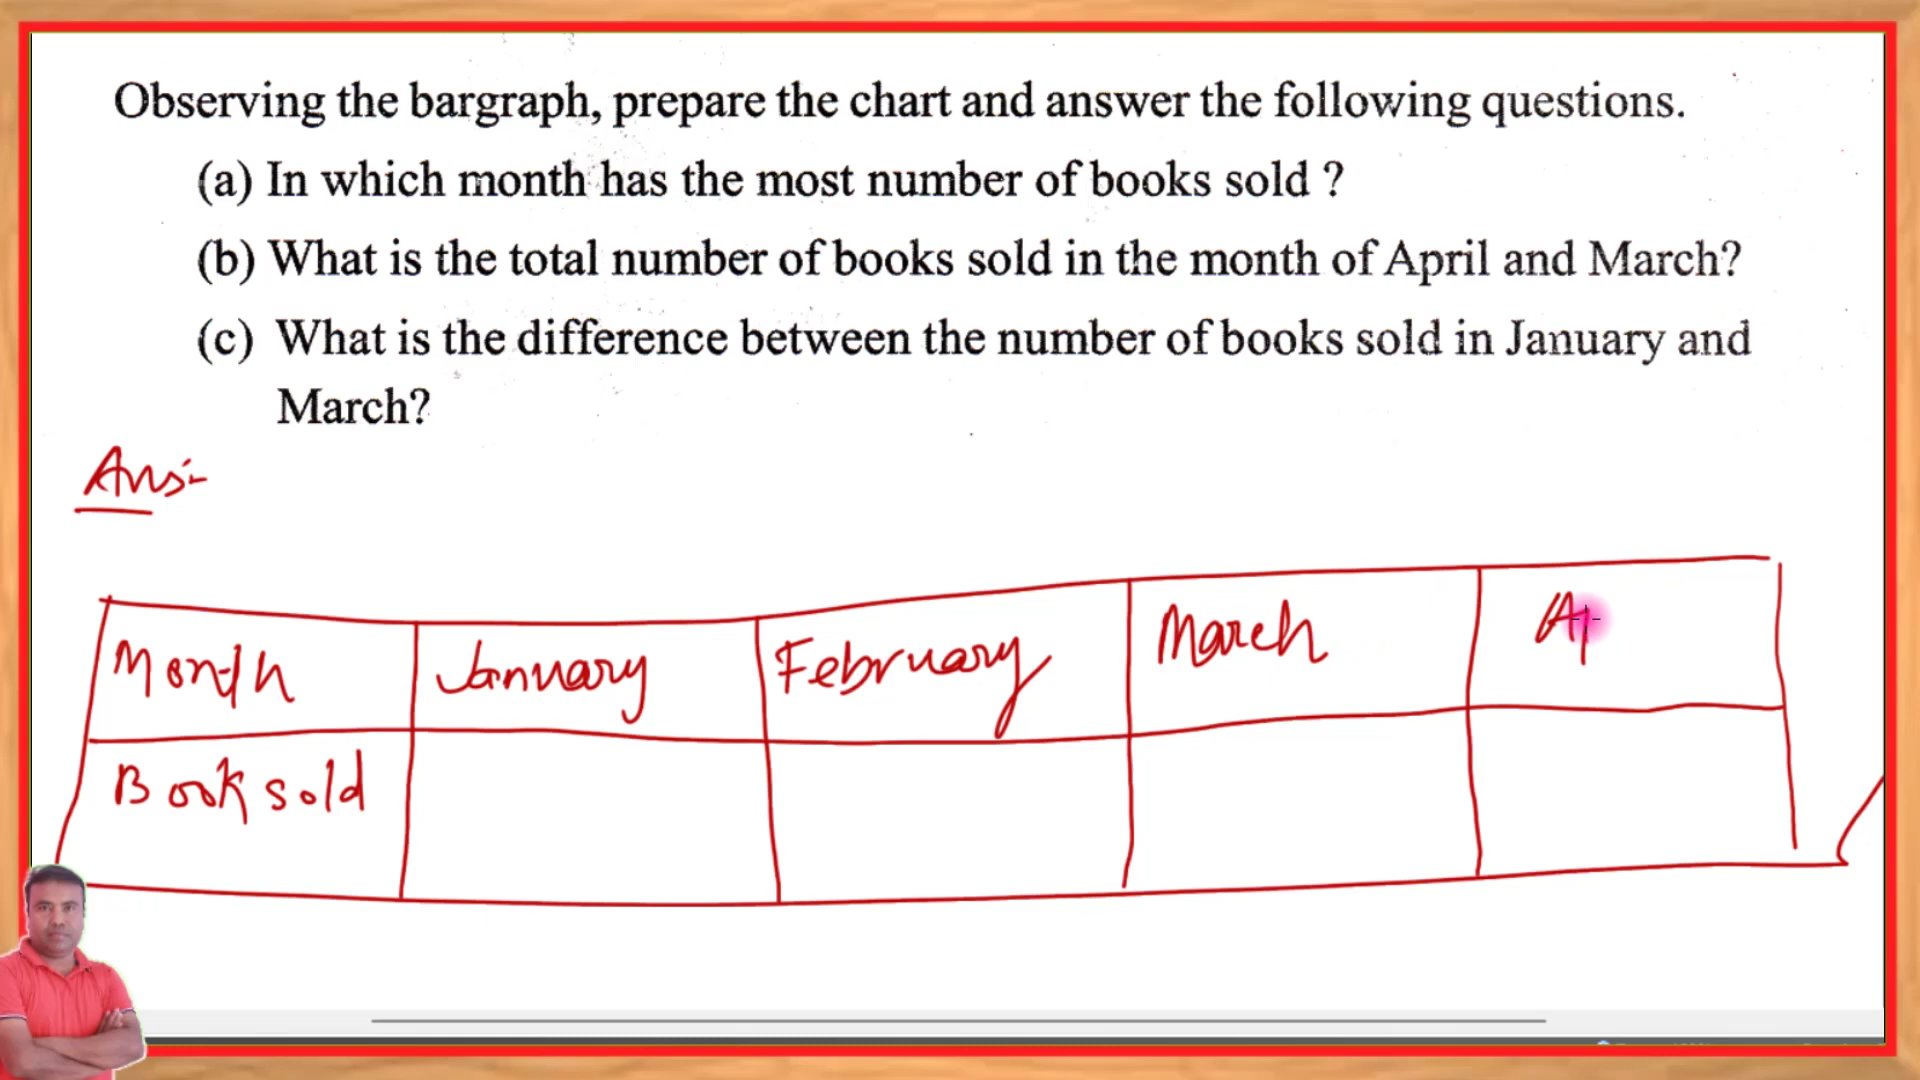 Observing the bargraph, prepare the chart and answer the following questions.
(a) In which month has the most number of books sold ?
(b) What is the total number of books sold in the month of April and March?
(c) What is the difference between the number of books sold in January and
March?
Ans:-
Month January February March Ap
Book sold